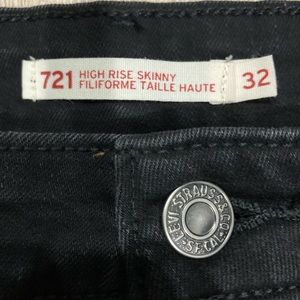 721 HIGH RISE SKINNY
FILIFORME TAILLE HAUTE
32
LEVI STRAUSS & CO.
S.F. CAL.